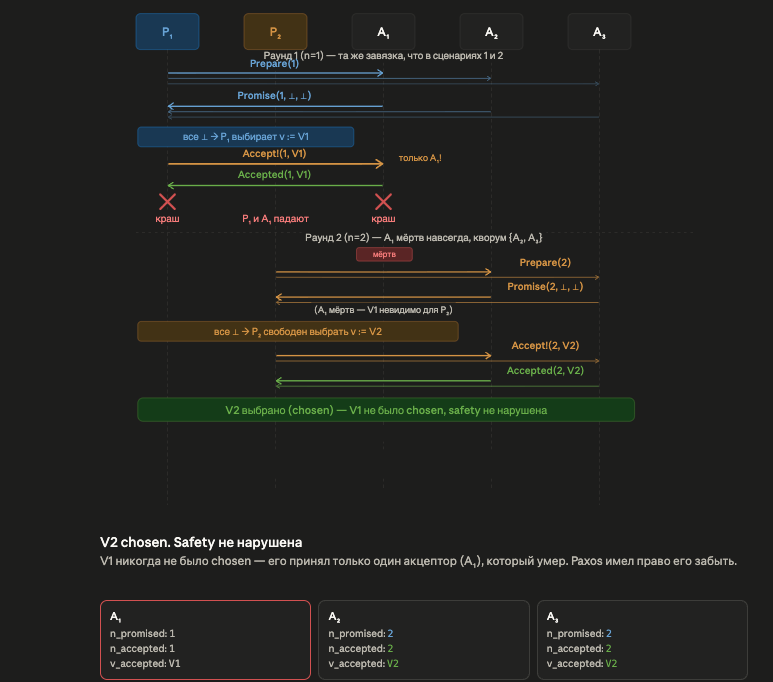 P₁ P₂ A₁ A₂ A₃
Раунд 1 (n=1) — та же завязка, что в сценариях 1 и 2
Prepare(1)
Promise(1, ⊥, ⊥)
все ⊥ → P₁ выбирает v := V1
Accept!(1, V1)
только A₁!
Accepted(1, V1)
краш
P₁ и A₁ падают
краш
Раунд 2 (n=2) — A₁ мёртв навсегда, кворум {A₂, A₃}
мёртв
Prepare(2)
Promise(2, ⊥, ⊥)
(A₁ мёртв — V1 невидимо для P₂)
все ⊥ → P₂ свободен выбрать v := V2
Accept!(2, V2)
Accepted(2, V2)
V2 выбрано (chosen) — V1 не было chosen, safety не нарушена
V2 chosen. Safety не нарушена
V1 никогда не было chosen — его принял только один акцептор (A₁), который умер. Paxos имел право его забыть.
A₁
n_promised: 1
n_accepted: 1
v_accepted: V1
A₂
n_promised: 2
n_accepted: 2
v_accepted: V2
A₃
n_promised: 2
n_accepted: 2
v_accepted: V2